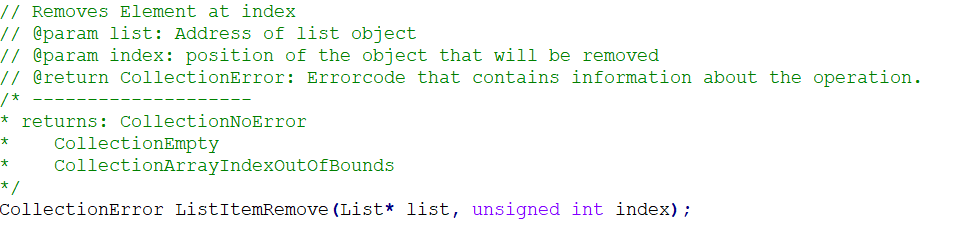 // Removes Element at index
// @param list: Address of list object
// @param index: position of the object that will be removed
// @return CollectionError: Errorcode that contains information about the operation.
/* --------------------
* returns: CollectionNoError
*    CollectionEmpty
*    CollectionArrayIndexOutOfBounds
*/
CollectionError ListItemRemove(List* list, unsigned int index);